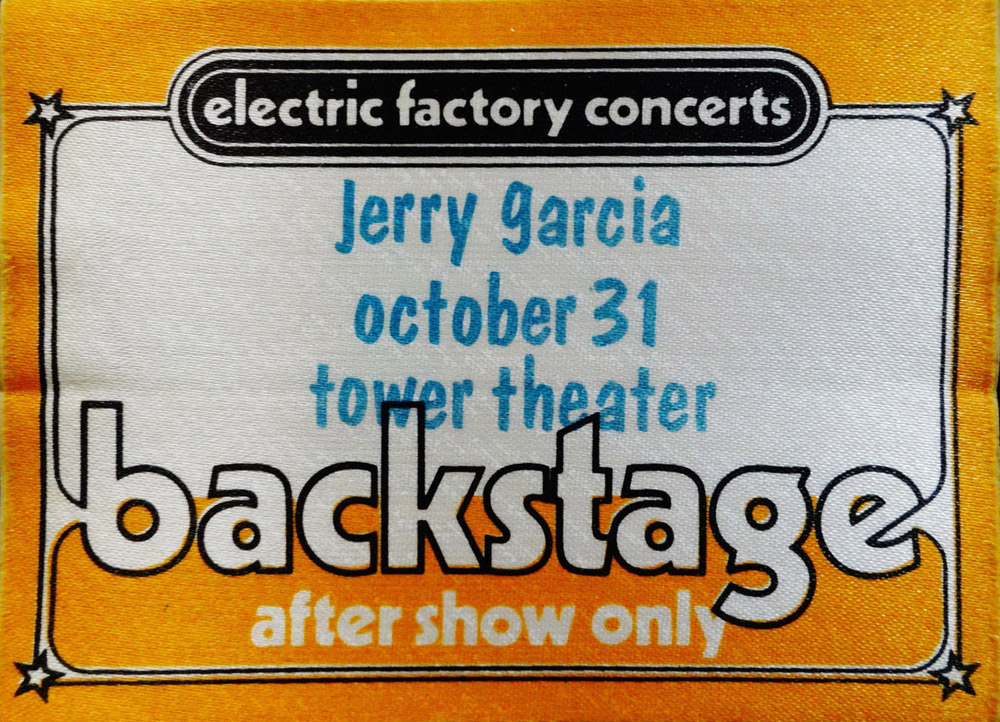 electric factory concerts
Jerry garcia
october 31
tower theater
backstage
after show only